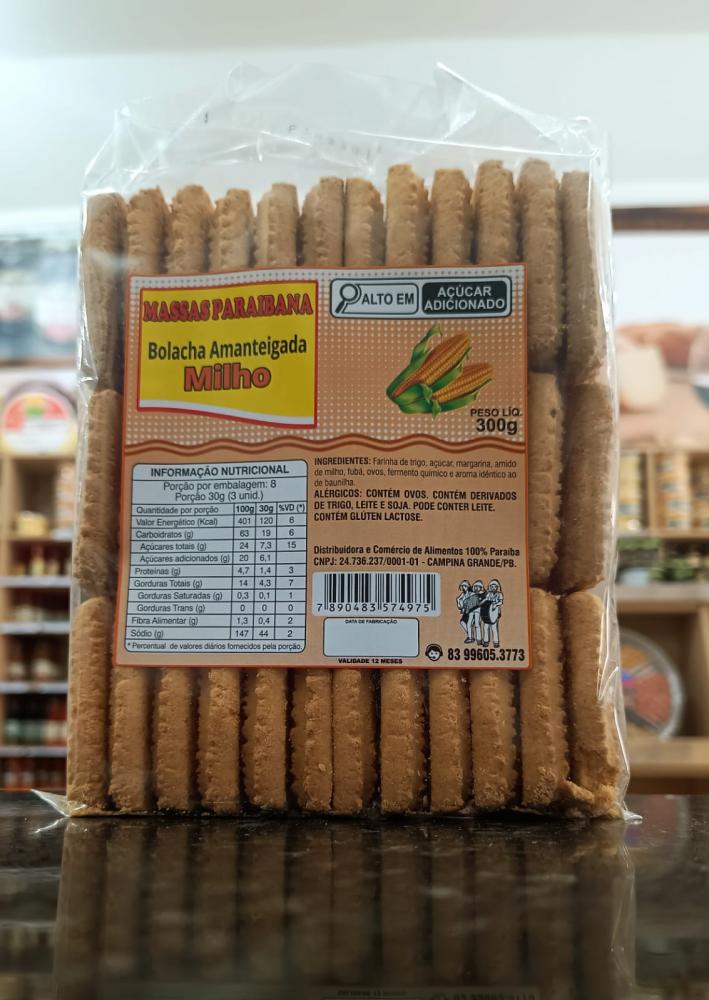 MASSAS PARAIBANA
Bolacha Amanteigada
Milho
ALTO EM
AÇÚCAR
ADICIONADO
PESO LÍQ.
300g
INFORMAÇÃO NUTRICIONAL
Porção por embalagem: 8
Porção 30g (3 unid.)
Quantidade por porção 100g 30g %VD (*)
Valor Energético (Kcal) 401 120 6
Carboidratos (g) 63 19 6
Açúcares totais (g) 24 7,3 15
Açúcares adicionados (g) 20 6,1
Proteínas (g) 4,7 1,4 3
Gorduras Totais (g) 14 4,3 7
Gorduras Saturadas (g) 0,3 0,1 1
Gorduras Trans (g) 0 0 0
Fibra Alimentar (g) 1,3 0,4 2
Sódio (g) 147 44 2
* Percentual de valores diários fornecidos pela porção.
INGREDIENTES: Farinha de trigo, açúcar, margarina, amido
de milho, fubá, ovos, fermento químico e aroma idêntico ao
de baunilha.
ALÉRGICOS: CONTÉM OVOS. CONTÉM DERIVADOS
DE TRIGO, LEITE E SOJA. PODE CONTER LEITE.
CONTÉM GLÚTEN LACTOSE.
Distribuidora e Comércio de Alimentos 100% Paraíba
CNPJ: 24.736.237/0001-01 - CAMPINA GRANDE/PB.
7 890483 574975
DATA DE FABRICAÇÃO
VALIDADE 12 MESES
83 99605.3773